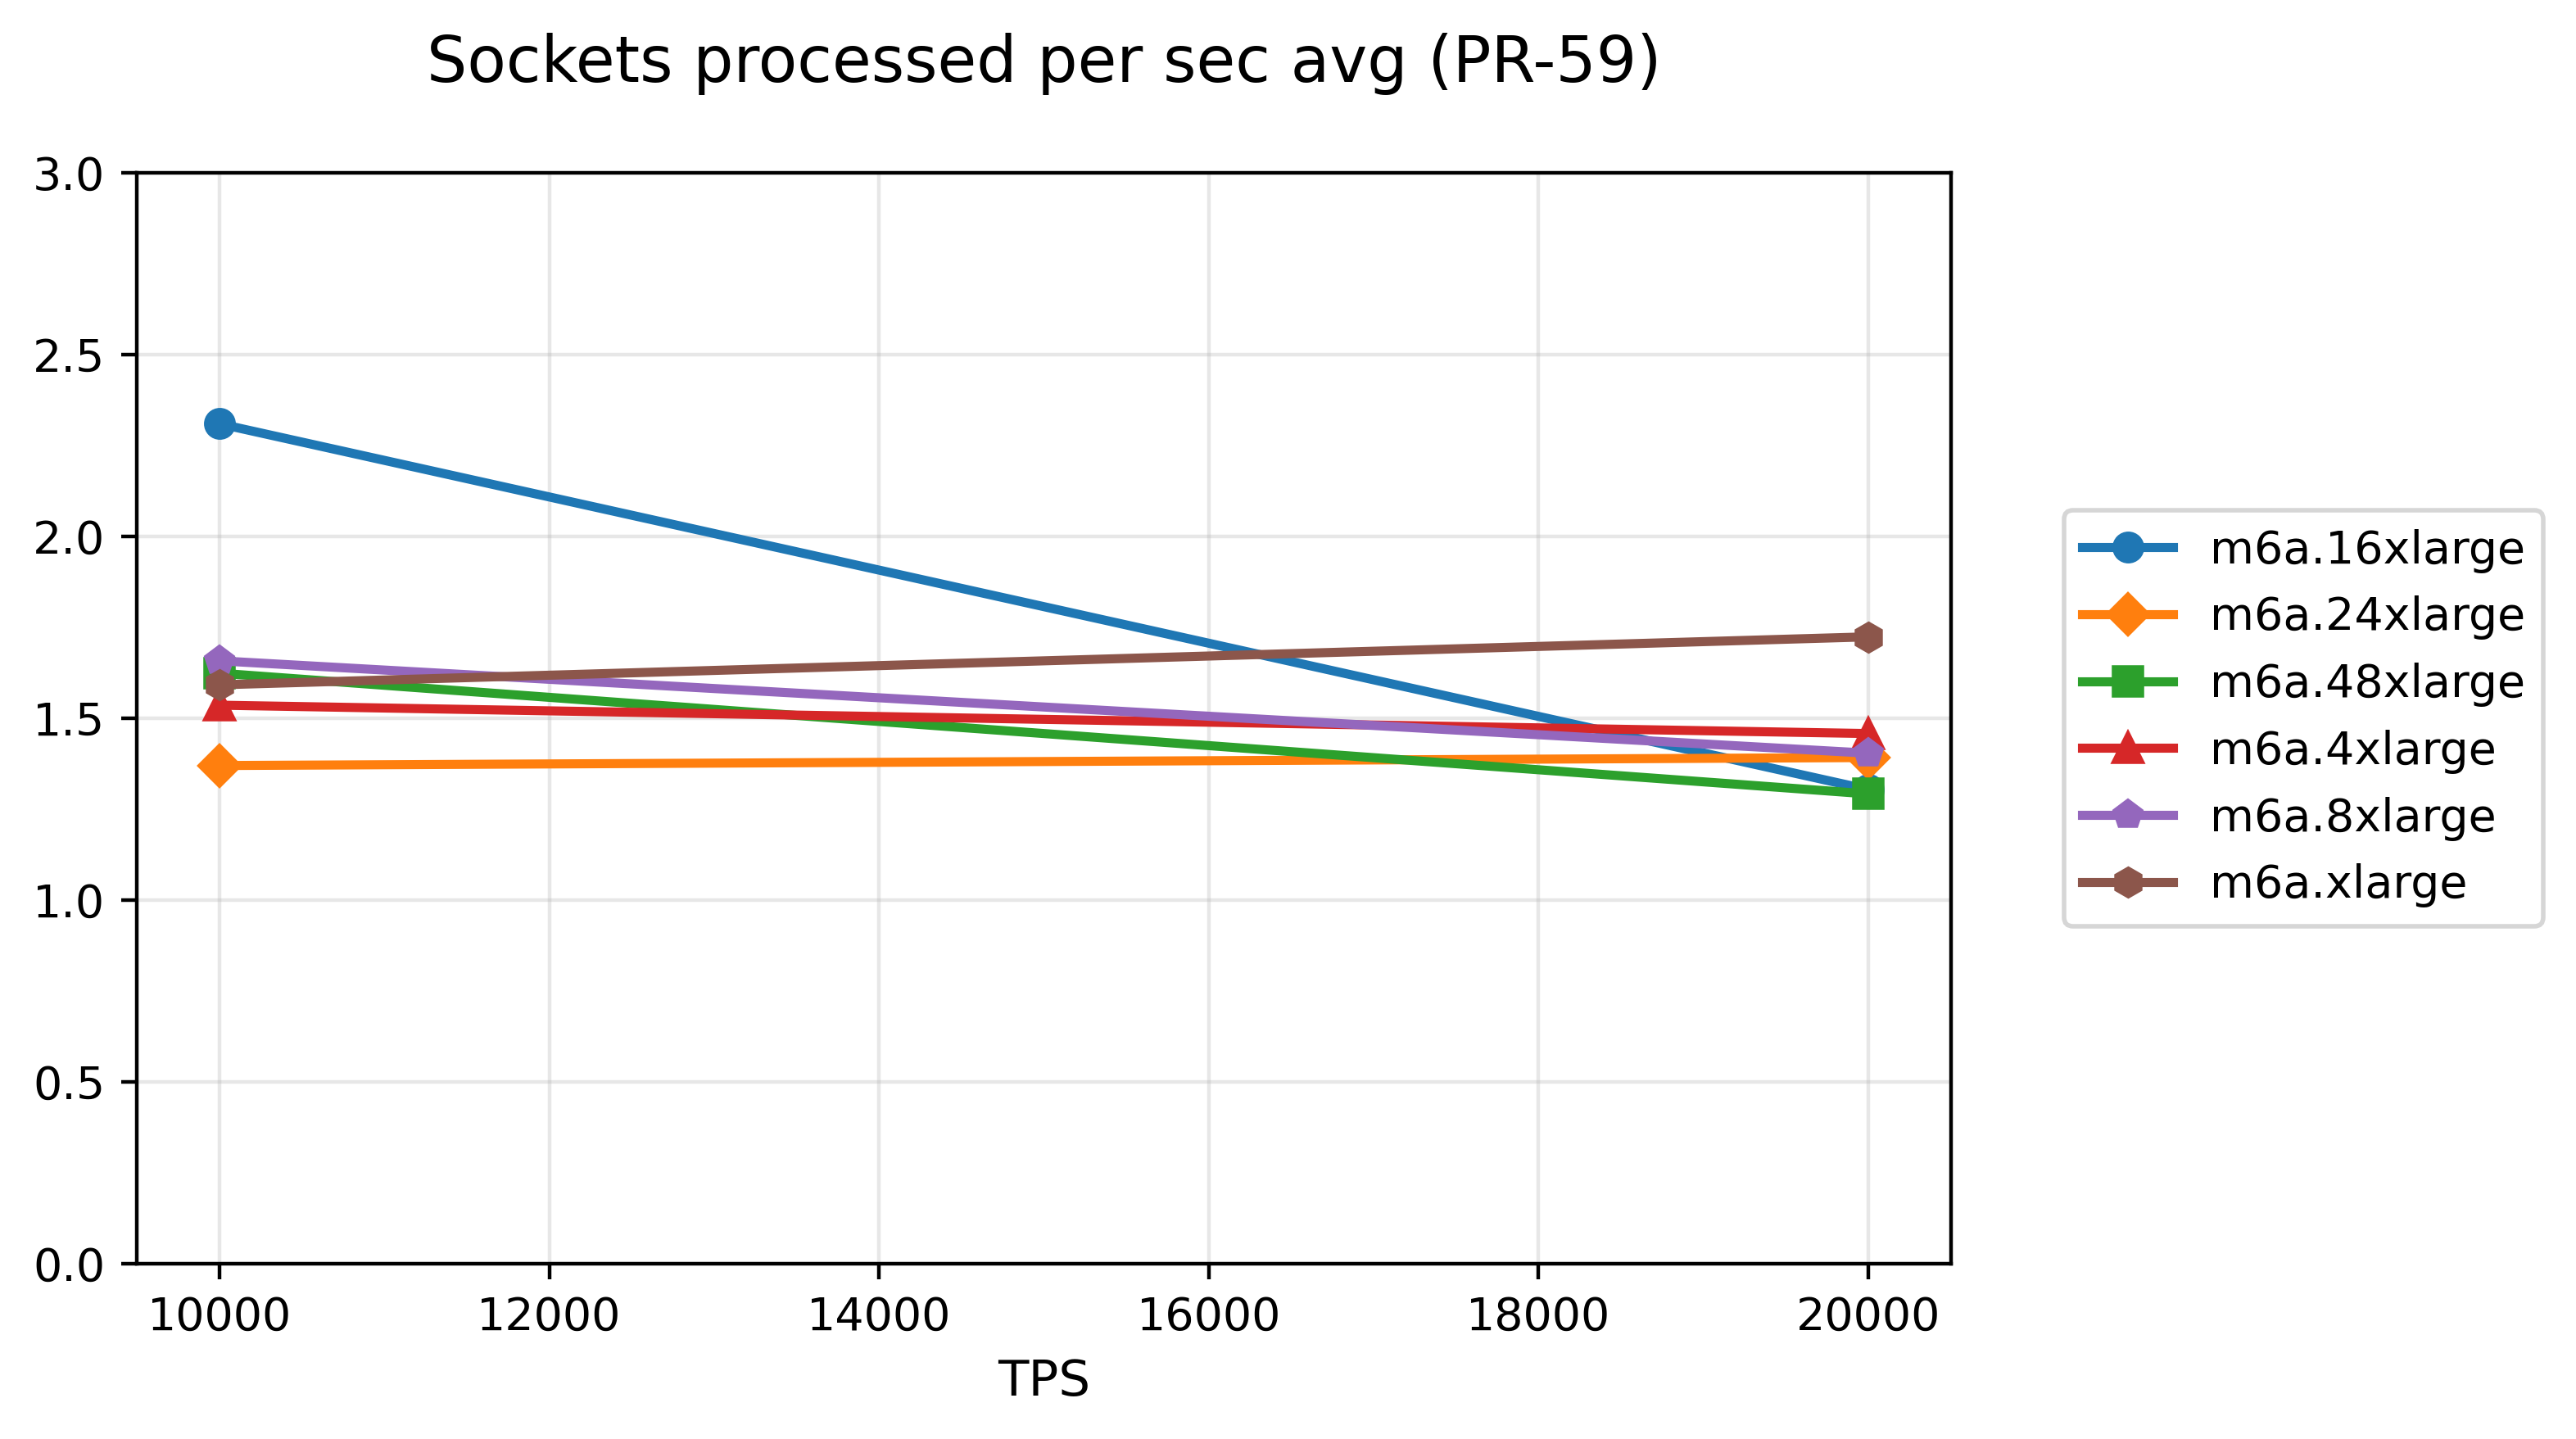 Sockets processed per sec avg (PR-59)
3.0
2.5
2.0
1.5
1.0
0.5
0.0
10000 12000 14000 16000 18000 20000
TPS
m6a.16xlarge
m6a.24xlarge
m6a.48xlarge
m6a.4xlarge
m6a.8xlarge
m6a.xlarge